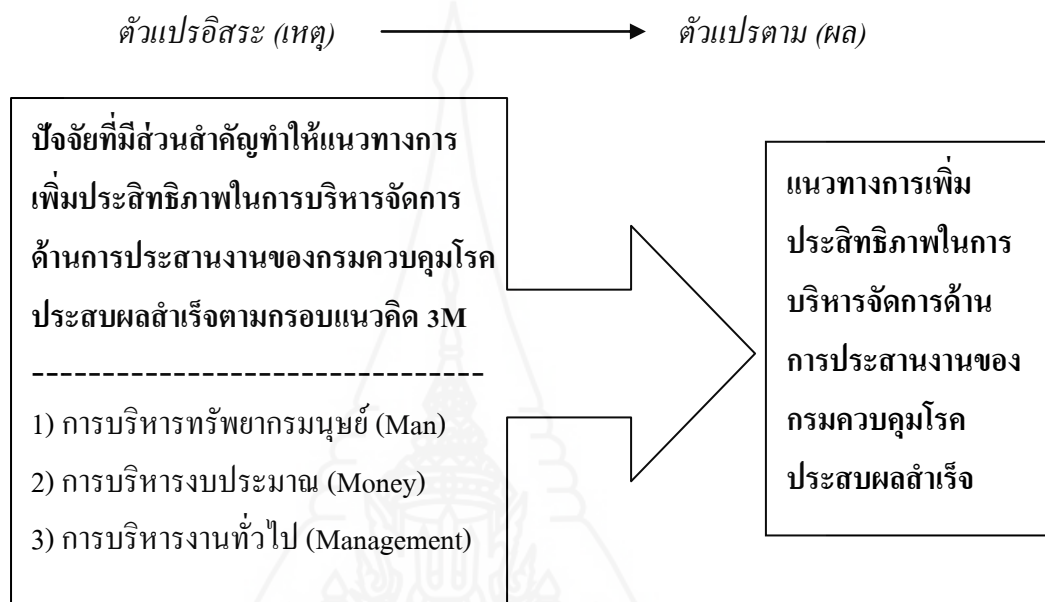 ตัวแปรอิสระ (เหตุ) ตัวแปรตาม (ผล)
ปัจจัยที่มีส่วนสำคัญทำให้แนวทางการ
เพิ่มประสิทธิภาพในการบริหารจัดการ
ด้านการประสานงานของกรมควบคุมโรค
ประสบผลสำเร็จตามกรอบแนวคิด 3M
---------------------------------
1) การบริหารทรัพยากรมนุษย์ (Man)
2) การบริหารงบประมาณ (Money)
3) การบริหารงานทั่วไป (Management)
แนวทางการเพิ่ม
ประสิทธิภาพในการ
บริหารจัดการด้าน
การประสานงานของ
กรมควบคุมโรค
ประสบผลสำเร็จ